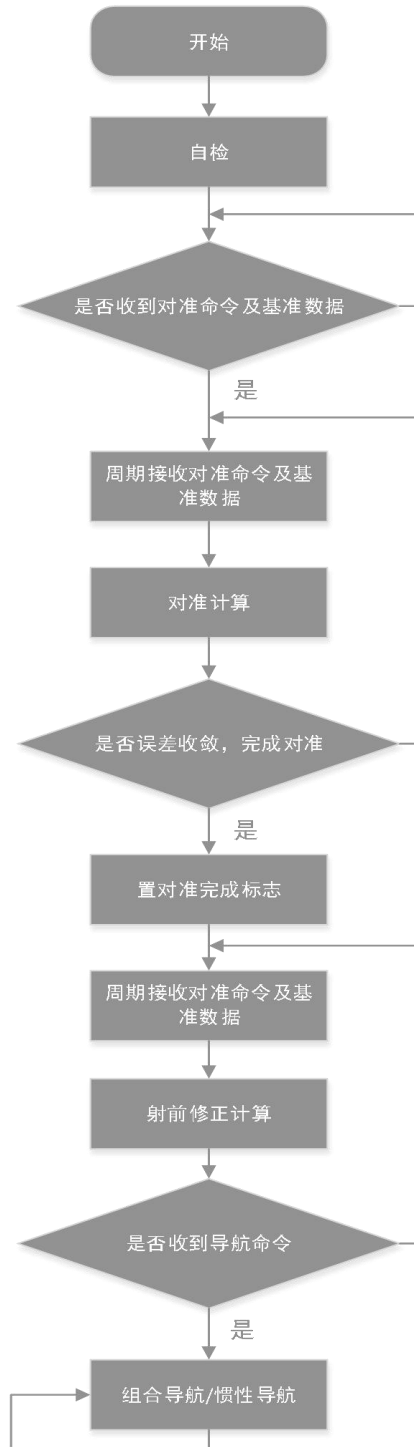 开始
自检
是否收到对准命令及基准数据
是
周期接收对准命令及基
准数据
对准计算
是否误差收敛，完成对准
是
置对准完成标志
周期接收对准命令及基
准数据
射前修正计算
是否收到导航命令
是
组合导航/惯性导航